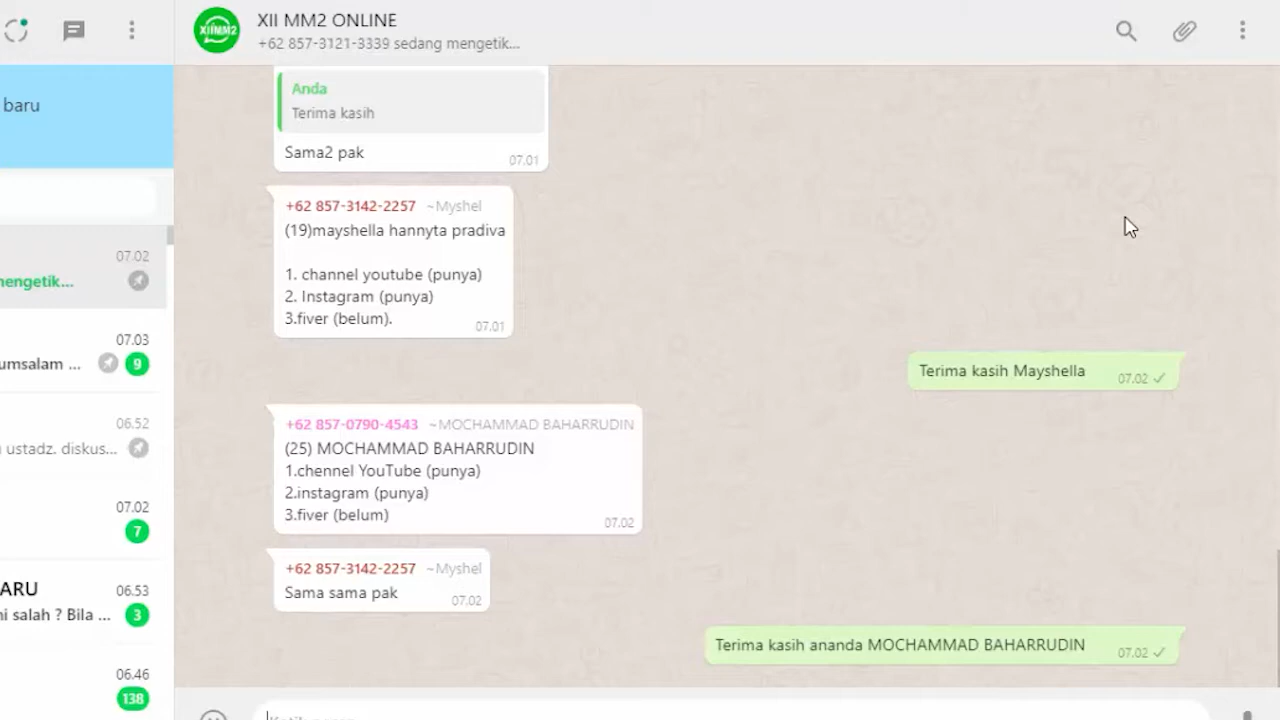 XIIMM2
XII MM2 ONLINE
+62 857-3121-3339 sedang mengetik...
baru
07.02
mengetik...
07.03
umsalam ...
9
06.52
ustadz. diskus...
07.02
7
ARU
06.53
ni salah ? Bila ...
3
06.46
138
Anda
Terima kasih
Sama2 pak
07.01
+62 857-3142-2257 ~Myshel
(19)mayshella hannyta pradiva
1. channel youtube (punya)
2. Instagram (punya)
3.fiver (belum).
07.01
Terima kasih Mayshella
07.02
+62 857-0790-4543 ~MOCHAMMAD BAHARRUDIN
(25) MOCHAMMAD BAHARRUDIN
1.chennel YouTube (punya)
2.instagram (punya)
3.fiver (belum)
07.02
+62 857-3142-2257 ~Myshel
Sama sama pak
07.02
Terima kasih ananda MOCHAMMAD BAHARRUDIN
07.02